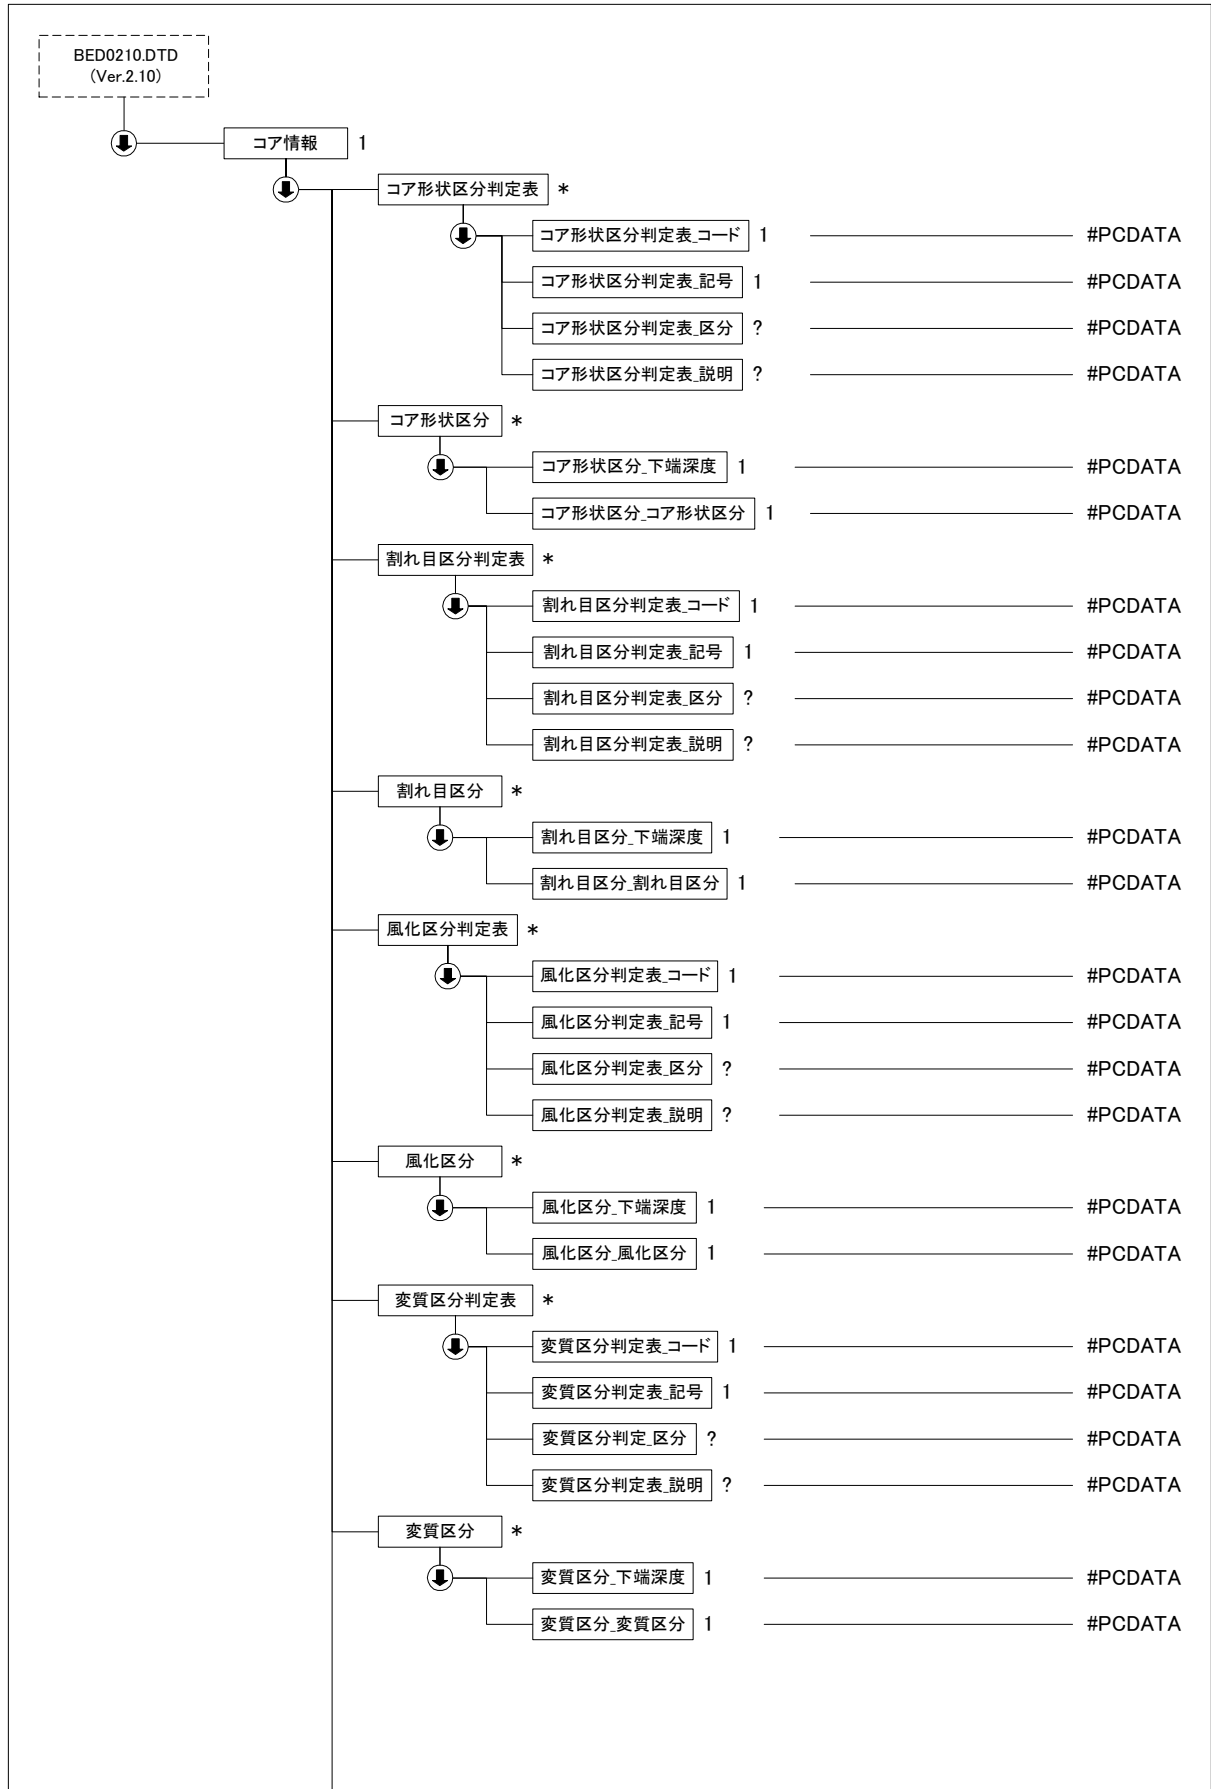 BED0210.DTD
(Ver.2.10)
コア情報 1
コア形状区分判定表 *
コア形状区分判定表_コード 1 #PCDATA
コア形状区分判定表_記号 1 #PCDATA
コア形状区分判定表_区分 ? #PCDATA
コア形状区分判定表_説明 ? #PCDATA
コア形状区分 *
コア形状区分_下端深度 1 #PCDATA
コア形状区分_コア形状区分 1 #PCDATA
割れ目区分判定表 *
割れ目区分判定表_コード 1 #PCDATA
割れ目区分判定表_記号 1 #PCDATA
割れ目区分判定表_区分 ? #PCDATA
割れ目区分判定表_説明 ? #PCDATA
割れ目区分 *
割れ目区分_下端深度 1 #PCDATA
割れ目区分_割れ目区分 1 #PCDATA
風化区分判定表 *
風化区分判定表_コード 1 #PCDATA
風化区分判定表_記号 1 #PCDATA
風化区分判定表_区分 ? #PCDATA
風化区分判定表_説明 ? #PCDATA
風化区分 *
風化区分_下端深度 1 #PCDATA
風化区分_風化区分 1 #PCDATA
変質区分判定表 *
変質区分判定表_コード 1 #PCDATA
変質区分判定表_記号 1 #PCDATA
変質区分判定_区分 ? #PCDATA
変質区分判定表_説明 ? #PCDATA
変質区分 *
変質区分_下端深度 1 #PCDATA
変質区分_変質区分 1 #PCDATA